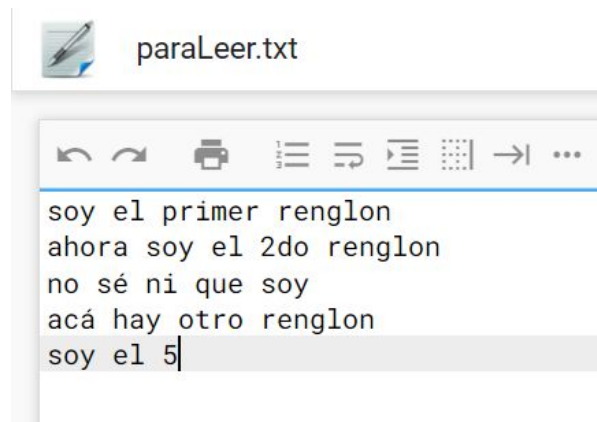 paraLeer.txt
soy el primer renglon
ahora soy el 2do renglon
no sé ni que soy
acá hay otro renglon
soy el 5